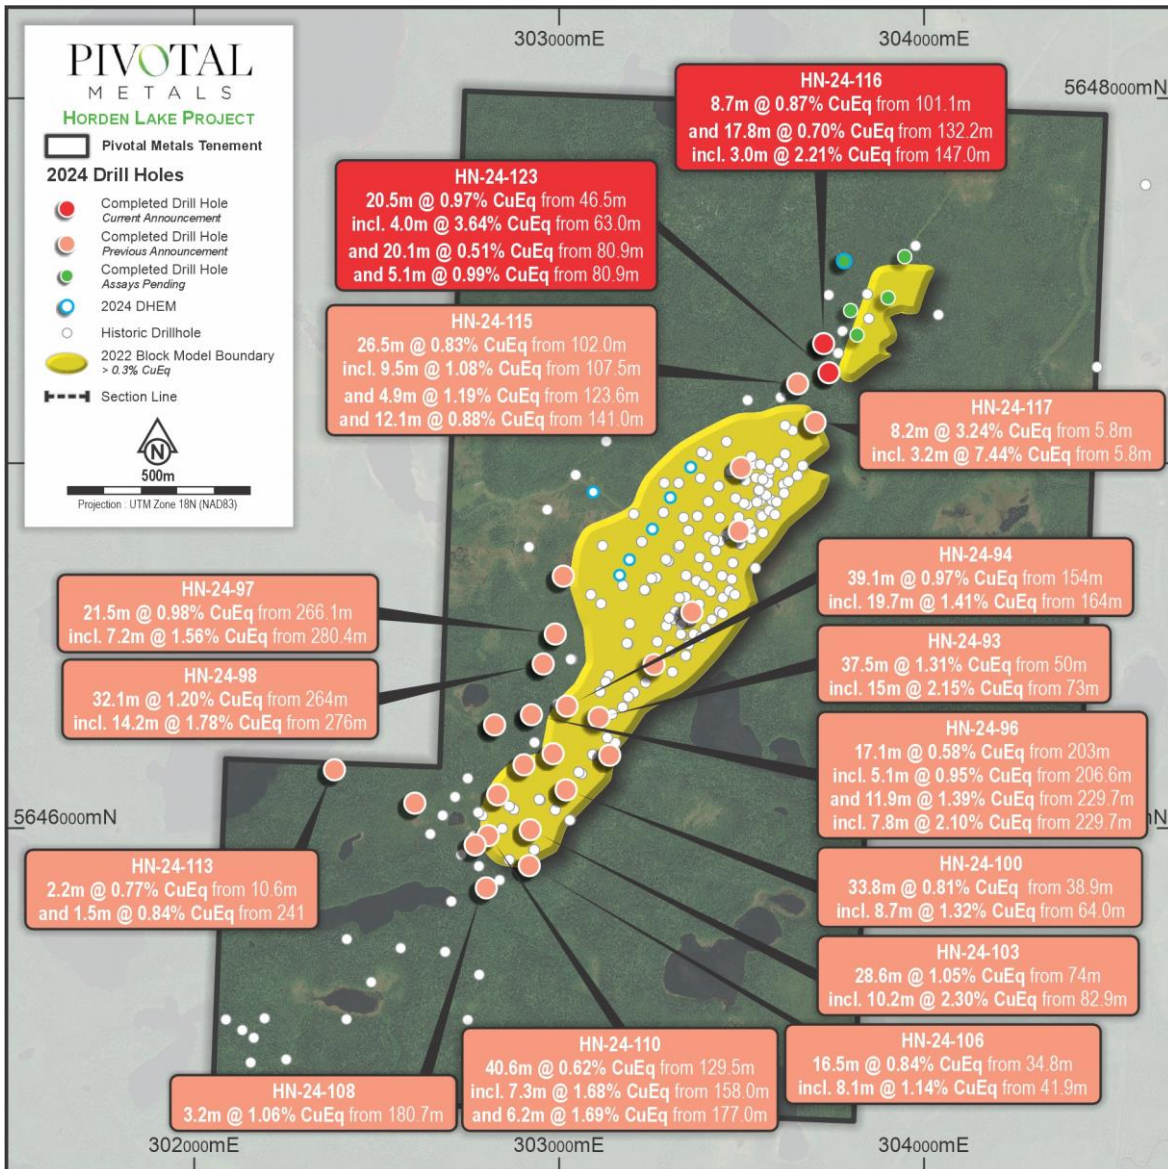 303000mE
304000mE
5648000mN
PIVOTAL
METALS
HORDEN LAKE PROJECT
Pivotal Metals Tenement
2024 Drill Holes
Completed Drill Hole
Current Announcement
Completed Drill Hole
Previous Announcement
Completed Drill Hole
Assays Pending
2024 DHEM
Historic Drillhole
2022 Block Model Boundary
> 0.3% CuEq
Section Line
N
500m
Projection : UTM Zone 18N (NAD83)
HN-24-116
8.7m @ 0.87% CuEq from 101.1m
and 17.8m @ 0.70% CuEq from 132.2m
incl. 3.0m @ 2.21% CuEq from 147.0m
HN-24-123
20.5m @ 0.97% CuEq from 46.5m
incl. 4.0m @ 3.64% CuEq from 63.0m
and 20.1m @ 0.51% CuEq from 80.9m
and 5.1m @ 0.99% CuEq from 80.9m
HN-24-115
26.5m @ 0.83% CuEq from 102.0m
incl. 9.5m @ 1.08% CuEq from 107.5m
and 4.9m @ 1.19% CuEq from 123.6m
and 12.1m @ 0.88% CuEq from 141.0m
HN-24-117
8.2m @ 3.24% CuEq from 5.8m
incl. 3.2m @ 7.44% CuEq from 5.8m
HN-24-94
39.1m @ 0.97% CuEq from 154m
incl. 19.7m @ 1.41% CuEq from 164m
HN-24-97
21.5m @ 0.98% CuEq from 266.1m
incl. 7.2m @ 1.56% CuEq from 280.4m
HN-24-93
37.5m @ 1.31% CuEq from 50m
incl. 15m @ 2.15% CuEq from 73m
HN-24-98
32.1m @ 1.20% CuEq from 264m
incl. 14.2m @ 1.78% CuEq from 276m
HN-24-96
17.1m @ 0.58% CuEq from 203m
incl. 5.1m @ 0.95% CuEq from 206.6m
and 11.9m @ 1.39% CuEq from 229.7m
incl. 7.8m @ 2.10% CuEq from 229.7m
5646000mN
mN
HN-24-113
2.2m @ 0.77% CuEq from 10.6m
and 1.5m @ 0.84% CuEq from 241
HN-24-100
33.8m @ 0.81% CuEq from 38.9m
incl. 8.7m @ 1.32% CuEq from 64.0m
HN-24-103
28.6m @ 1.05% CuEq from 74m
incl. 10.2m @ 2.30% CuEq from 82.9m
HN-24-106
16.5m @ 0.84% CuEq from 34.8m
incl. 8.1m @ 1.14% CuEq from 41.9m
HN-24-110
40.6m @ 0.62% CuEq from 129.5m
incl. 7.3m @ 1.68% CuEq from 158.0m
and 6.2m @ 1.69% CuEq from 177.0m
HN-24-108
3.2m @ 1.06% CuEq from 180.7m
302000mE
303000mE
304000mE